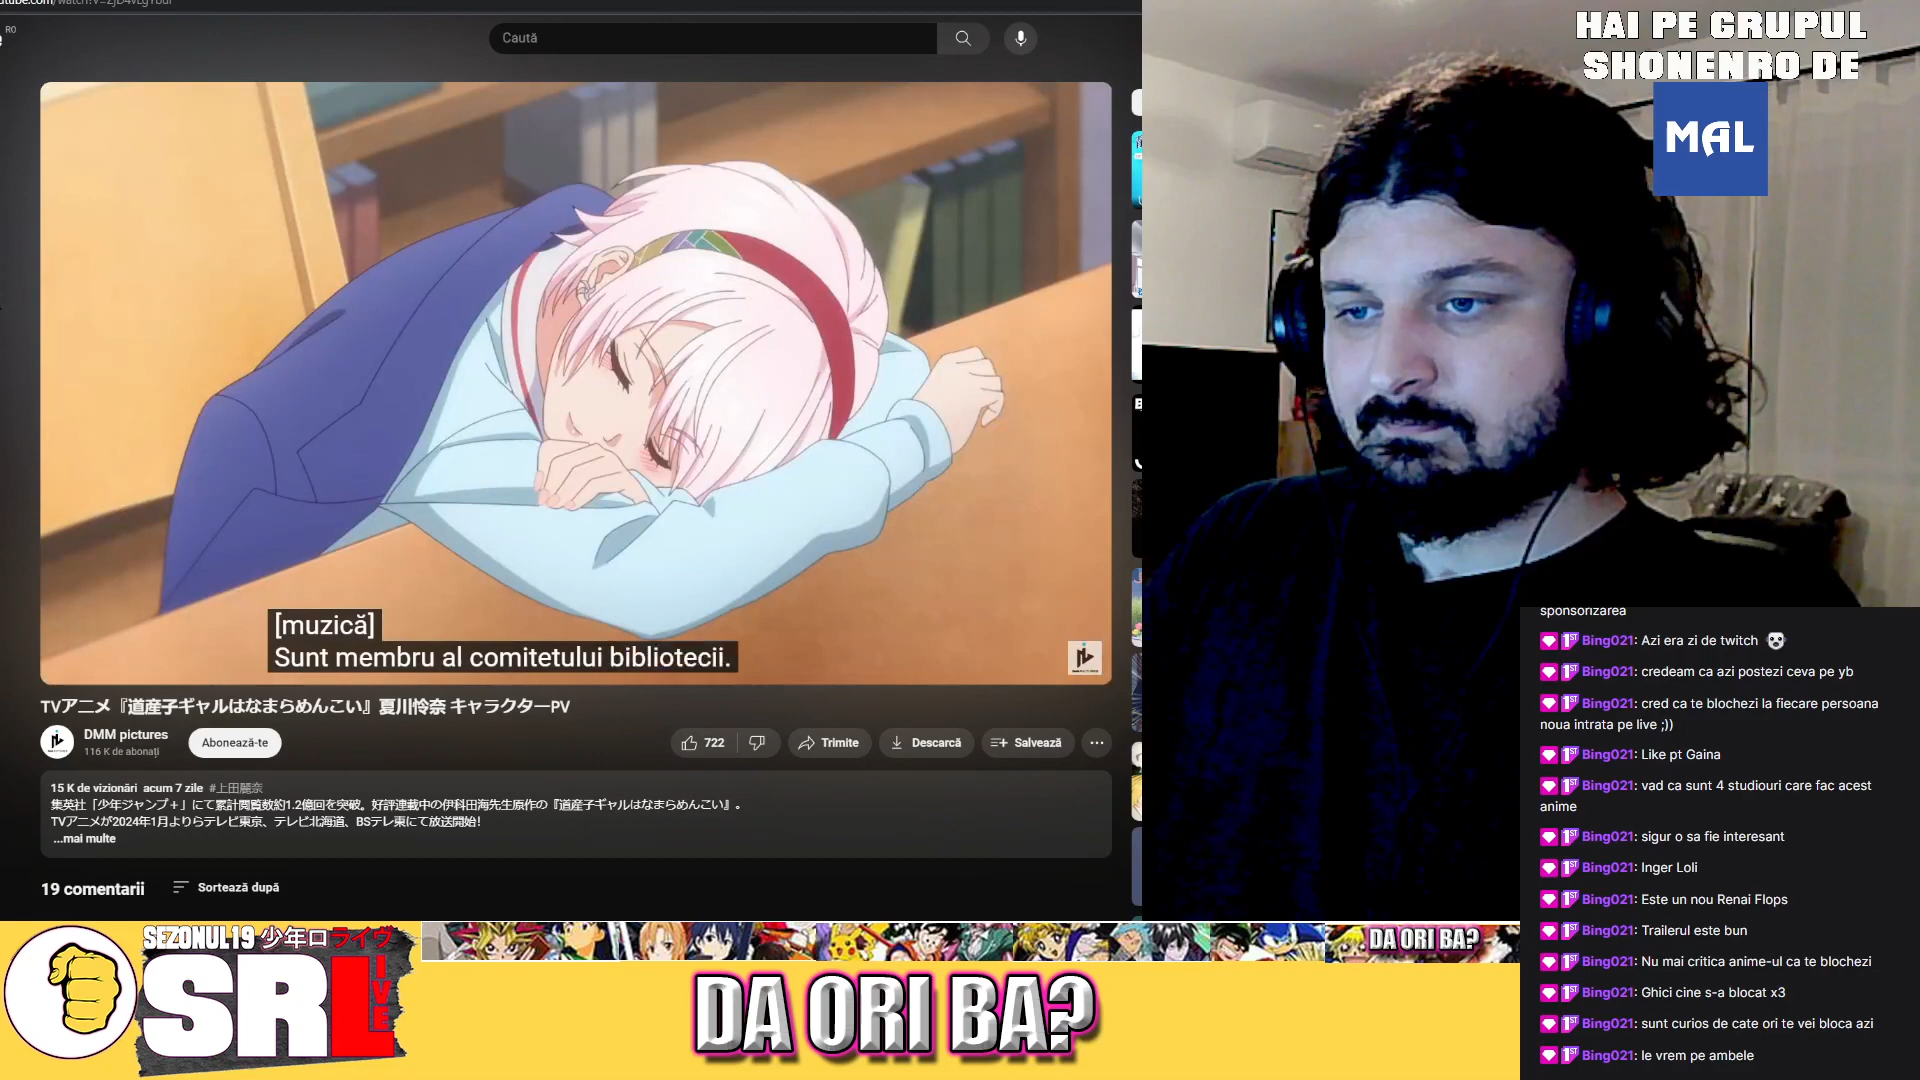 RO
Caută
HAI PE GRUPUL
SHONENRO DE
MAL
[muzică]
Sunt membru al comitetului bibliotecii.
TVアニメ『道産子ギャルはなまらめんこい』夏川怜奈 キャラクターPV
DMM pictures
116 K de abonați
Abonează-te
722
Trimite
Descarcă
Salvează
15 K de vizionări acum 7 zile #上田麗奈
集英社「少年ジャンプ+」にて累計閲覧数約1.2億回を突破。好評連載中の伊科田海先生原作の『道産子ギャルはなまらめんこい』。
TVアニメが2024年1月よりらテレビ東京、テレビ北海道、BSテレ東にて放送開始!
...mai multe
19 comentarii
Sortează după
sponsorizarea
Bing021: Azi era zi de twitch
Bing021: credeam ca azi postezi ceva pe yb
Bing021: cred ca te blochezi la fiecare persoana
noua intrata pe live ;))
Bing021: Like pt Gaina
Bing021: vad ca sunt 4 studiouri care fac acest
anime
Bing021: sigur o sa fie interesant
Bing021: Inger Loli
Bing021: Este un nou Renai Flops
Bing021: Trailerul este bun
Bing021: Nu mai critica anime-ul ca te blochezi
Bing021: Ghici cine s-a blocat x3
Bing021: sunt curios de cate ori te vei bloca azi
Bing021: le vrem pe ambele
SEZONUL19 少年ロライヴ
SRL
LIVE
DA ORI BA?
DA ORI BA?